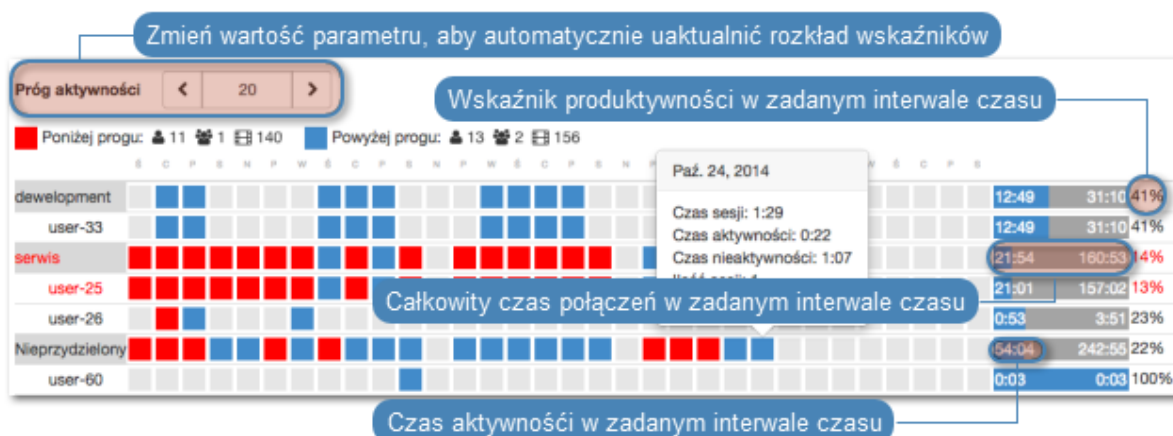 Zmień wartość parametru, aby automatycznie uaktualnić rozkład wskaźników
Próg aktywności 20
Wskaźnik produktywności w zadanym interwale czasu
Poniżej progu: 11 1 140 Powyżej progu: 13 2 156
Ś C P S N P W Ś C P S N P W Ś C P S N P W Ś C P S
Paź. 24, 2014
dewelopment 12:49 31:10 41%
Czas sesji: 1:29
user-33 12:49 31:10 41%
Czas aktywności: 0:22
serwis 21:54 160:53 14%
Czas nieaktywności: 1:07
user-25 21:01 157:02 13%
Całkowity czas połączeń w zadanym interwale czasu
user-26 0:53 3:51 23%
Nieprzydzielony 54:04 242:55 22%
user-60 0:03 0:03 100%
Czas aktywnośći w zadanym interwale czasu